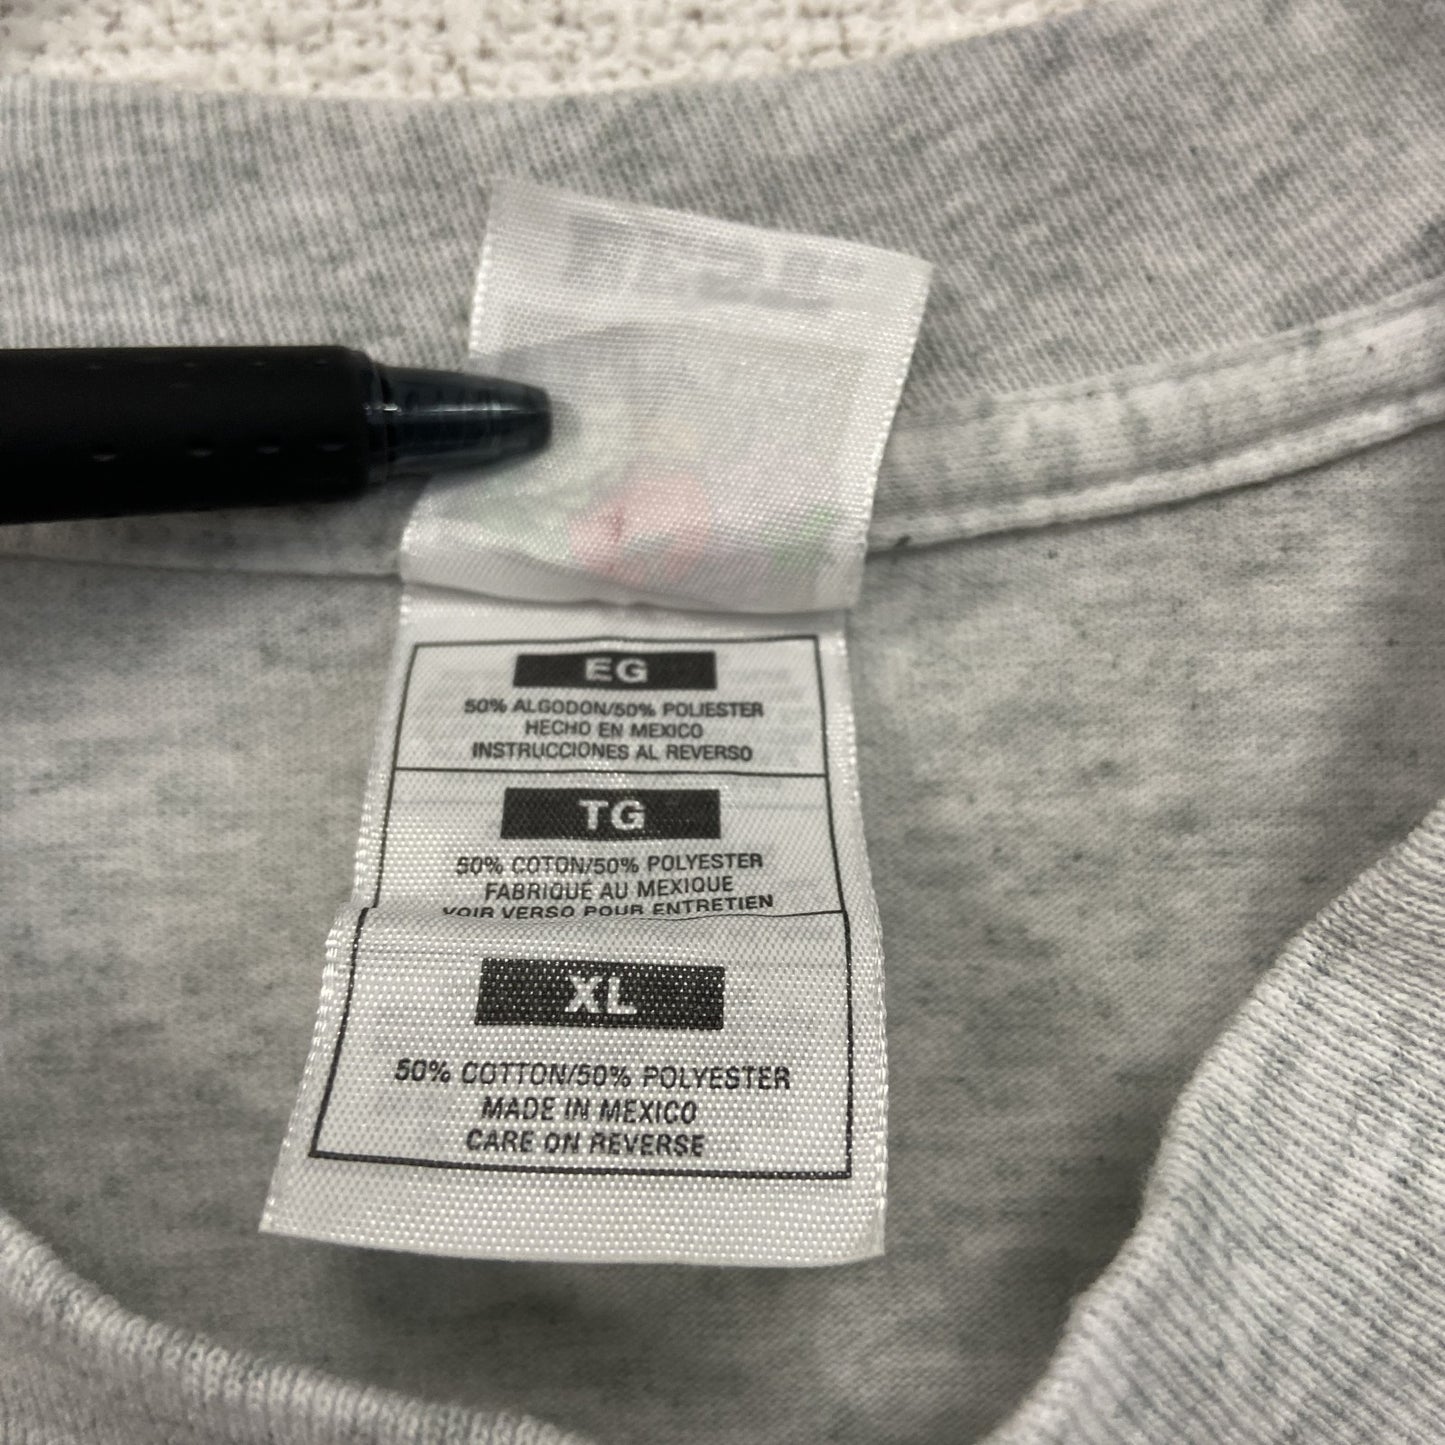 EG
50% ALGODON/50% POLIESTER
HECHO EN MEXICO
INSTRUCCIONES AL REVERSO
TG
50% COTON/50% POLYESTER
FABRIQUE AU MEXIQUE
VOIR VERSO POUR ENTRETIEN
XL
50% COTTON/50% POLYESTER
MADE IN MEXICO
CARE ON REVERSE